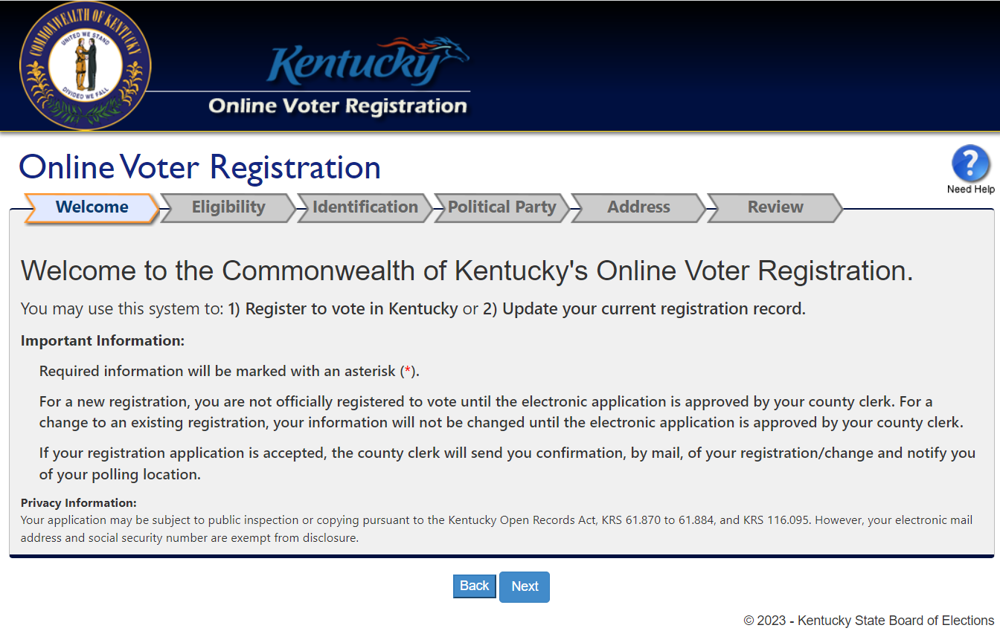 COMMONWEALTH OF KENTUCKY
UNITED WE STAND
DIVIDED WE FALL
Kentucky
Online Voter Registration
Online Voter Registration
?
Need Help
Welcome Eligibility Identification Political Party Address Review
Welcome to the Commonwealth of Kentucky's Online Voter Registration.
You may use this system to: 1) Register to vote in Kentucky or 2) Update your current registration record.
Important Information:
Required information will be marked with an asterisk (*).
For a new registration, you are not officially registered to vote until the electronic application is approved by your county clerk. For a
change to an existing registration, your information will not be changed until the electronic application is approved by your county clerk.
If your registration application is accepted, the county clerk will send you confirmation, by mail, of your registration/change and notify you
of your polling location.
Privacy Information:
Your application may be subject to public inspection or copying pursuant to the Kentucky Open Records Act, KRS 61.870 to 61.884, and KRS 116.095. However, your electronic mail
address and social security number are exempt from disclosure.
Back Next
© 2023 - Kentucky State Board of Elections